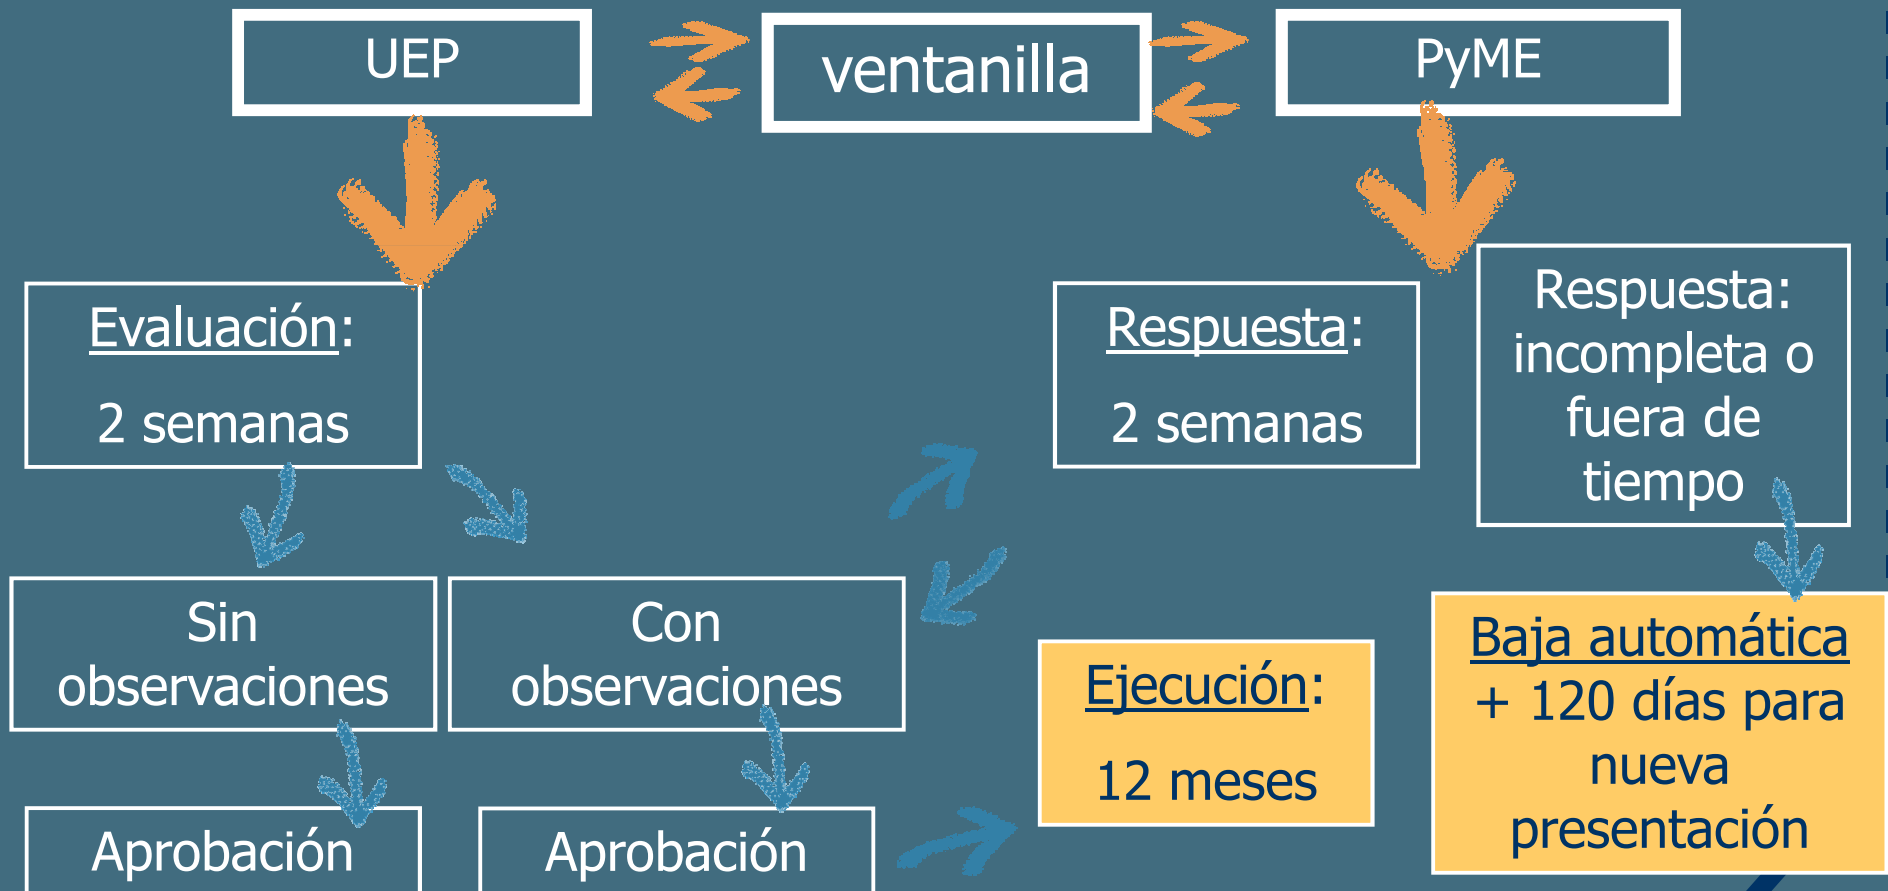 UEP
ventanilla
PyME
Evaluación:
2 semanas
Respuesta:
2 semanas
Respuesta:
incompleta o
fuera de
tiempo
Sin
observaciones
Con
observaciones
Ejecución:
12 meses
Baja automática
+ 120 días para
nueva
presentación
Aprobación
Aprobación